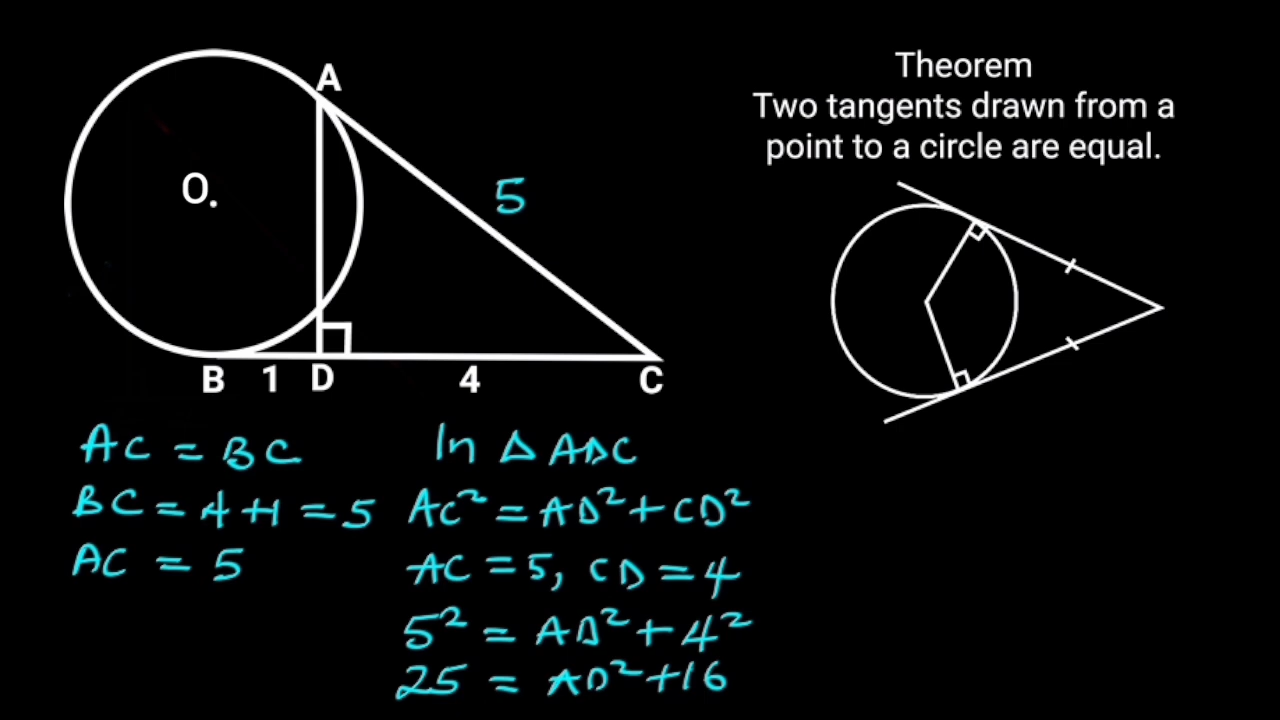 A
Theorem
Two tangents drawn from a
point to a circle are equal.
O.
5
B 1 D 4 C
AC = BC
BC = 4+1 = 5
AC = 5
In Δ ADC
AC² = AD² + CD²
AC = 5, CD = 4
5² = AD² + 4²
25 = AD² + 16